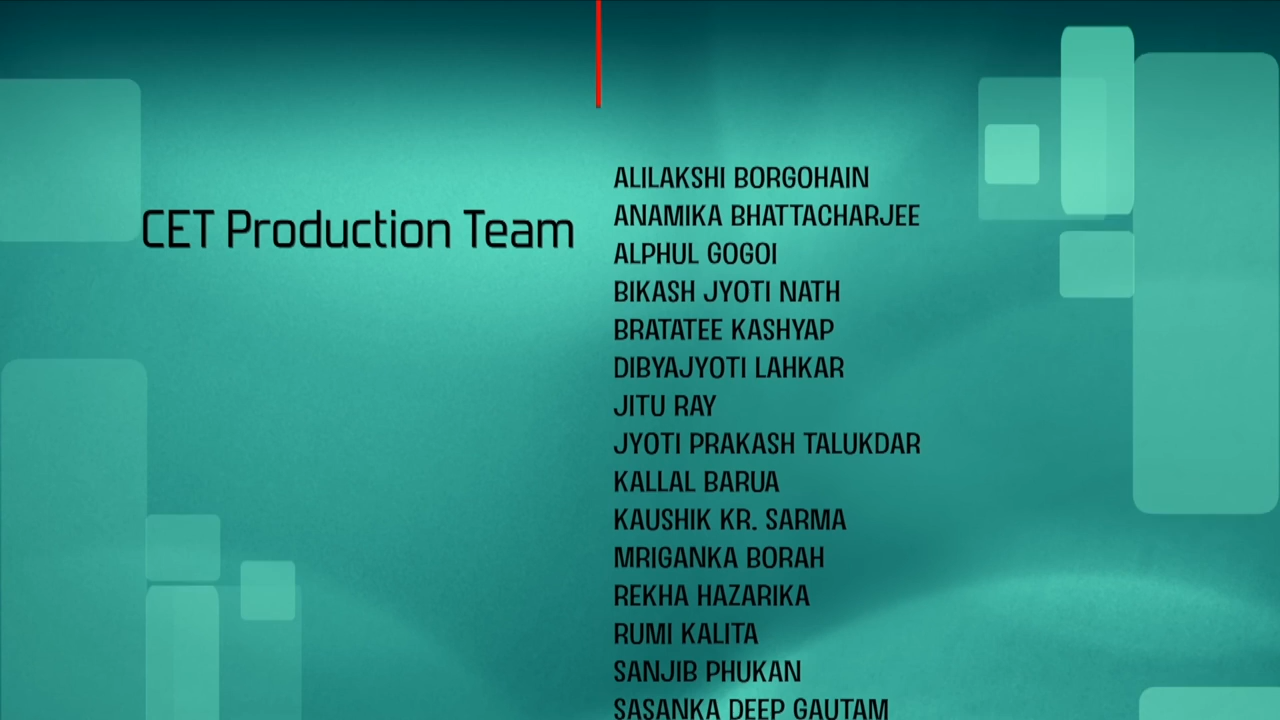 CET Production Team
ALILAKSHI BORGOHAIN
ANAMIKA BHATTACHARJEE
ALPHUL GOGOI
BIKASH JYOTI NATH
BRATATEE KASHYAP
DIBYAJYOTI LAHKAR
JITU RAY
JYOTI PRAKASH TALUKDAR
KALLAL BARUA
KAUSHIK KR. SARMA
MRIGANKA BORAH
REKHA HAZARIKA
RUMI KALITA
SANJIB PHUKAN
SASANKA DEEP GAUTAM